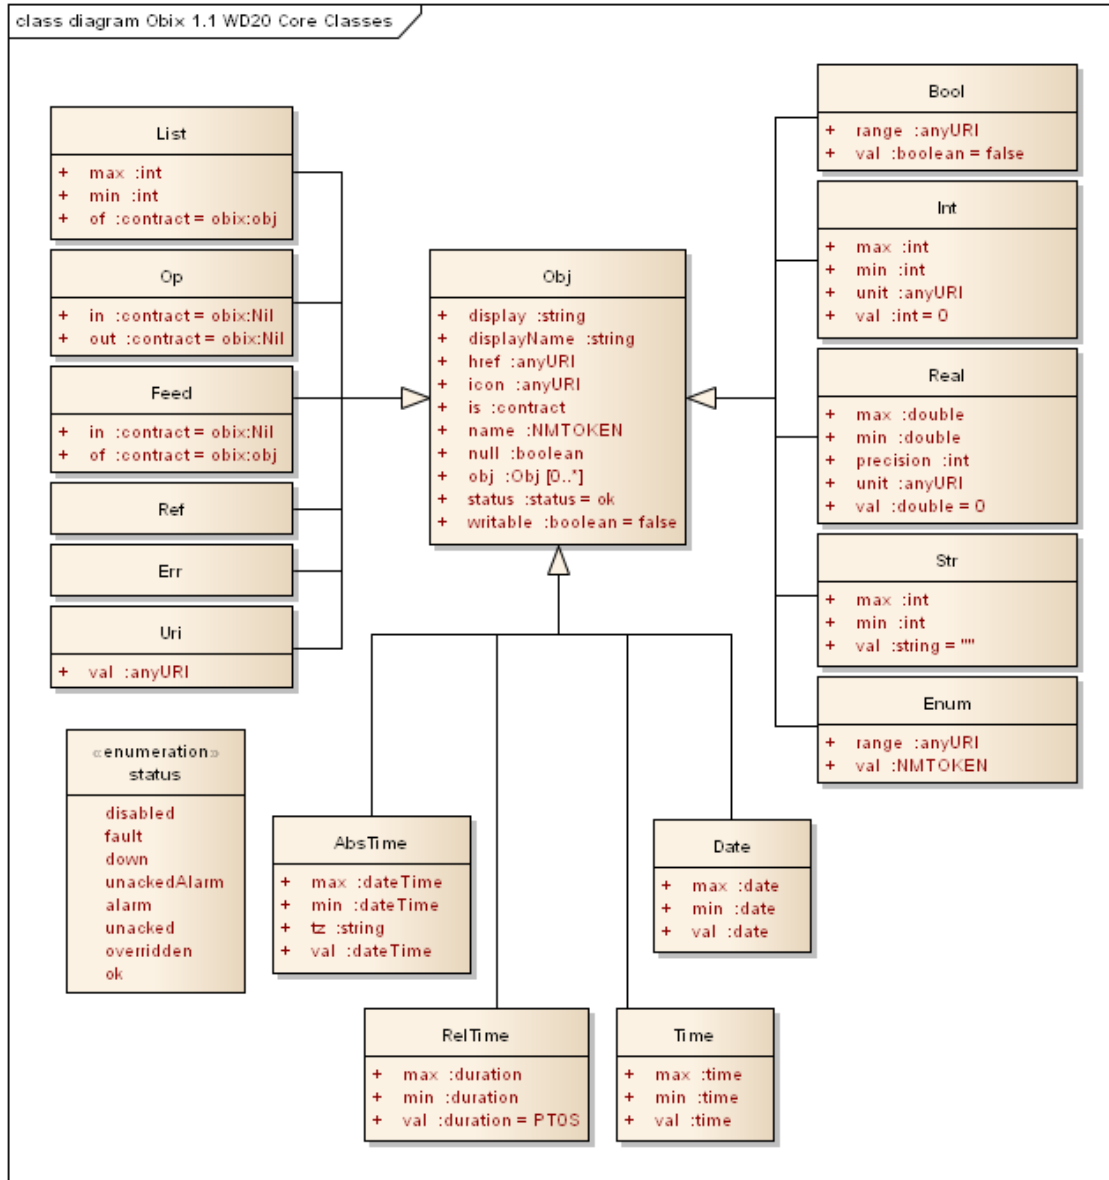 class diagram Obix 1.1 WD20 Core Classes
List
+ max :int
+ min :int
+ of :contract = obix:obj
Op
+ in :contract = obix:Nil
+ out :contract = obix:Nil
Feed
+ in :contract = obix:Nil
+ of :contract = obix:obj
Ref
Err
Uri
+ val :anyURI
«enumeration»
status
disabled
fault
down
unackedAlarm
alarm
unacked
overridden
ok
Obj
+ display :string
+ displayName :string
+ href :anyURI
+ icon :anyURI
+ is :contract
+ name :NMTOKEN
+ null :boolean
+ obj :Obj [0..*]
+ status :status = ok
+ writable :boolean = false
Bool
+ range :anyURI
+ val :boolean = false
Int
+ max :int
+ min :int
+ unit :anyURI
+ val :int = 0
Real
+ max :double
+ min :double
+ precision :int
+ unit :anyURI
+ val :double = 0
Str
+ max :int
+ min :int
+ val :string = ""
Enum
+ range :anyURI
+ val :NMTOKEN
AbsTime
+ max :dateTime
+ min :dateTime
+ tz :string
+ val :dateTime
Date
+ max :date
+ min :date
+ val :date
RelTime
+ max :duration
+ min :duration
+ val :duration = PT0S
Time
+ max :time
+ min :time
+ val :time